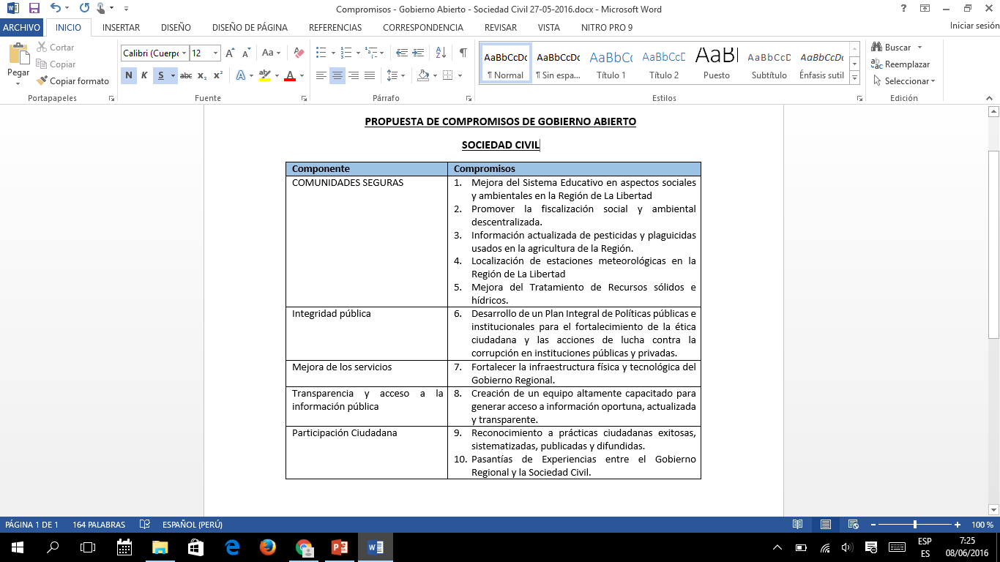 Compromisos - Gobierno Abierto - Sociedad Civil 27-05-2016.docx - Microsoft Word
ARCHIVO INICIO INSERTAR DISEÑO DISEÑO DE PÁGINA REFERENCIAS CORRESPONDENCIA REVISAR VISTA NITRO PRO 9 Iniciar sesión
Pegar
Cortar
Copiar
Copiar formato
Portapapeles
Calibri (Cuerpo 12
N K S abc x₂ x²
Fuente
Párrafo
AaBbCcDc AaBbCcDc AaBbCc AaBbCcD AaB AaBbCcD AaBbCcDc
¶ Normal ¶ Sin espa... Título 1 Título 2 Puesto Subtítulo Énfasis sutil
Estilos
Buscar
Reemplazar
Seleccionar
Edición
PROPUESTA DE COMPROMISOS DE GOBIERNO ABIERTO
SOCIEDAD CIVIL
Componente Compromisos
COMUNIDADES SEGURAS
1. Mejora del Sistema Educativo en aspectos sociales
y ambientales en la Región de La Libertad
2. Promover la fiscalización social y ambiental
descentralizada.
3. Información actualizada de pesticidas y plaguicidas
usados en la agricultura de la Región.
4. Localización de estaciones meteorológicas en la
Región de La Libertad
5. Mejora del Tratamiento de Recursos sólidos e
hídricos.
Integridad pública
6. Desarrollo de un Plan Integral de Políticas públicas e
institucionales para el fortalecimiento de la ética
ciudadana y las acciones de lucha contra la
corrupción en instituciones públicas y privadas.
Mejora de los servicios
7. Fortalecer la infraestructura física y tecnológica del
Gobierno Regional.
Transparencia y acceso a la
información pública
8. Creación de un equipo altamente capacitado para
generar acceso a información oportuna, actualizada
y transparente.
Participación Ciudadana
9. Reconocimiento a prácticas ciudadanas exitosas,
sistematizadas, publicadas y difundidas.
10. Pasantías de Experiencias entre el Gobierno
Regional y la Sociedad Civil.
PÁGINA 1 DE 1 164 PALABRAS ESPAÑOL (PERÚ) 100 %
ESP
ES
7:25
08/06/2016